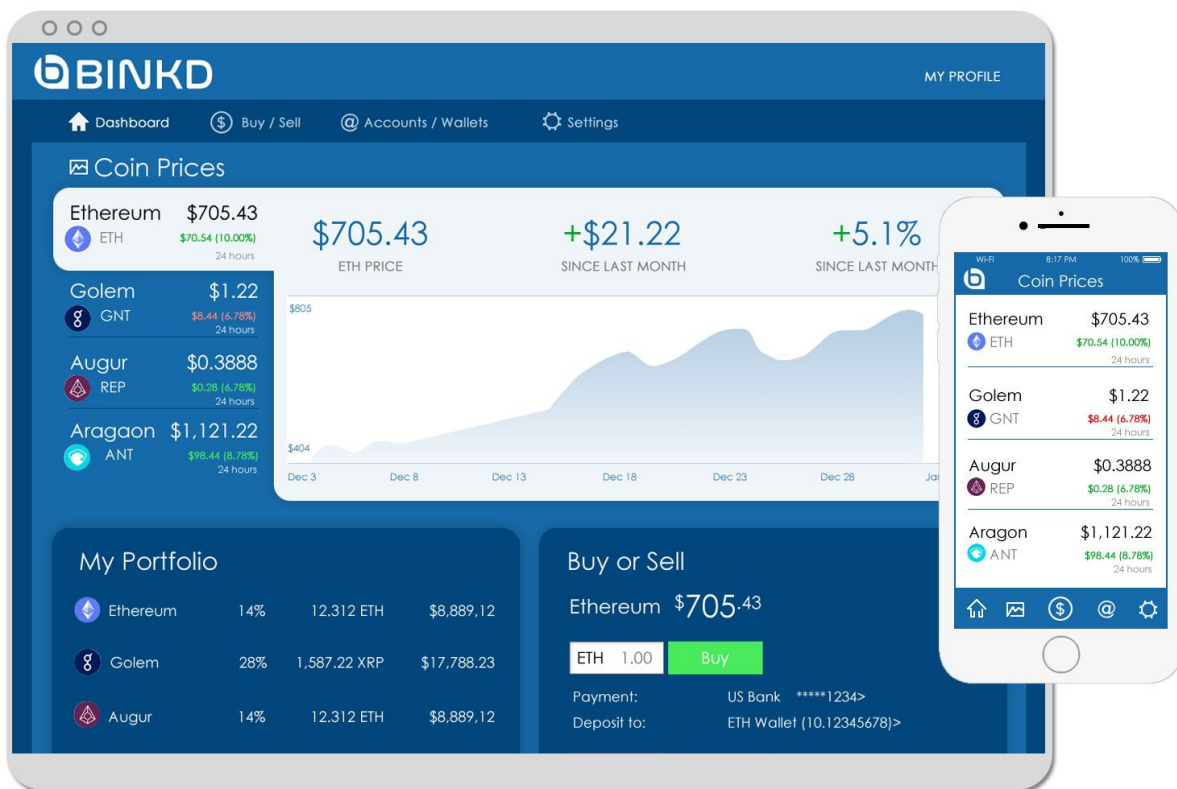 BINKD
MY PROFILE
Dashboard
Buy / Sell
@ Accounts / Wallets
Settings
Coin Prices
Ethereum $705.43
ETH $70.54 (10.00%)
24 hours
Golem $1.22
GNT $8.44 (6.78%)
24 hours
Augur $0.3888
REP $0.28 (6.78%)
24 hours
Aragaon $1,121.22
ANT $98.44 (8.78%)
24 hours
$705.43
ETH PRICE
+$21.22
SINCE LAST MONTH
+5.1%
SINCE LAST MONTH
$805
$404
Dec 3 Dec 8 Dec 13 Dec 18 Dec 23 Dec 28
My Portfolio
Ethereum 14% 12.312 ETH $8,889,12
Golem 28% 1,587.22 XRP $17,788.23
Augur 14% 12.312 ETH $8,889,12
Buy or Sell
Ethereum $705.43
ETH 1.00 Buy
Payment: US Bank *****1234>
Deposit to: ETH Wallet (10.12345678)>
Wi-Fi 8:17 PM 100%
Coin Prices
Ethereum $705.43
ETH $70.54 (10.00%)
24 hours
Golem $1.22
GNT $8.44 (6.78%)
24 hours
Augur $0.3888
REP $0.28 (6.78%)
24 hours
Aragon $1,121.22
ANT $98.44 (8.78%)
24 hours
$ @